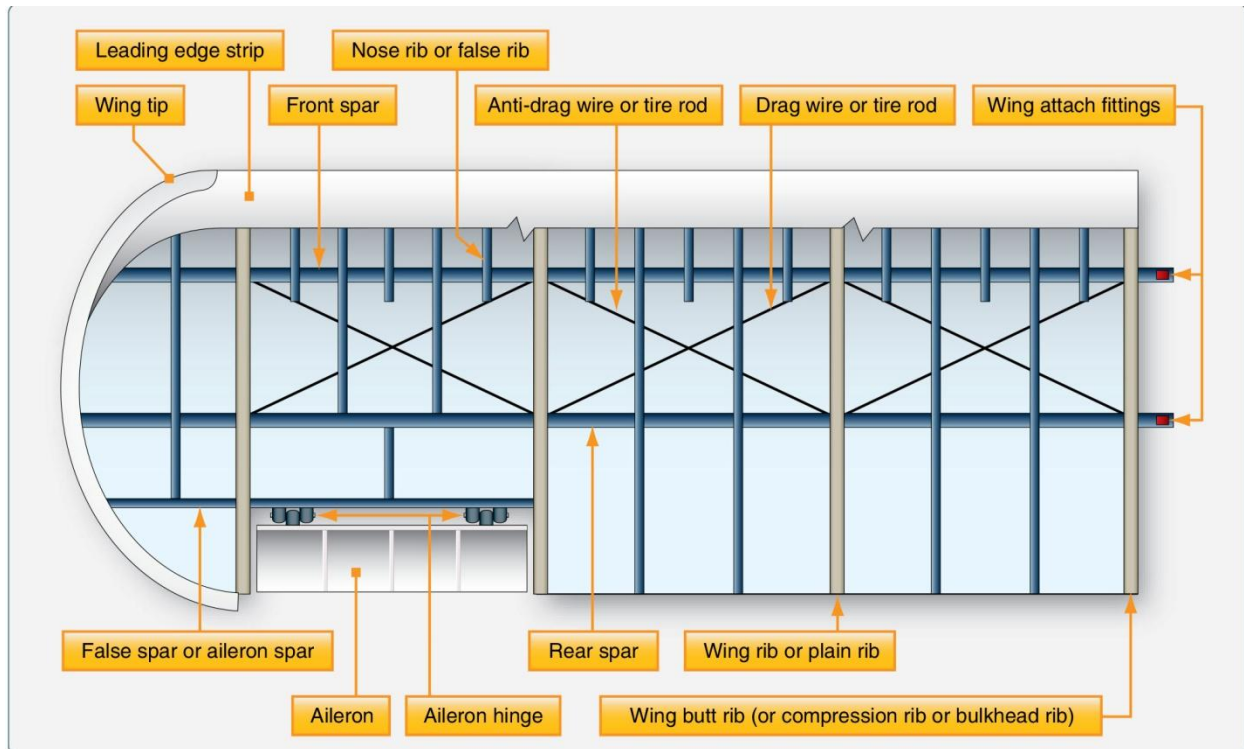 Leading edge strip
Nose rib or false rib
Wing tip
Front spar
Anti-drag wire or tire rod
Drag wire or tire rod
Wing attach fittings
False spar or aileron spar
Rear spar
Wing rib or plain rib
Aileron
Aileron hinge
Wing butt rib (or compression rib or bulkhead rib)